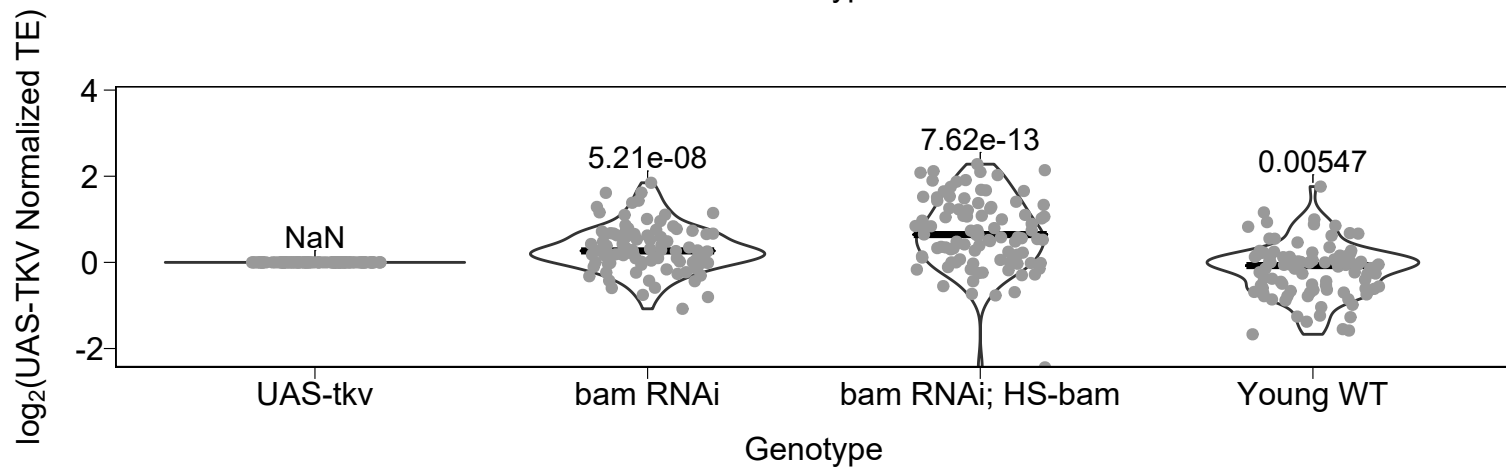 log2(UAS-TKV Normalized TE)
4
2
0
-2
NaN
5.21e-08
7.62e-13
0.00547
UAS-tkv
bam RNAi
bam RNAi; HS-bam
Young WT
Genotype